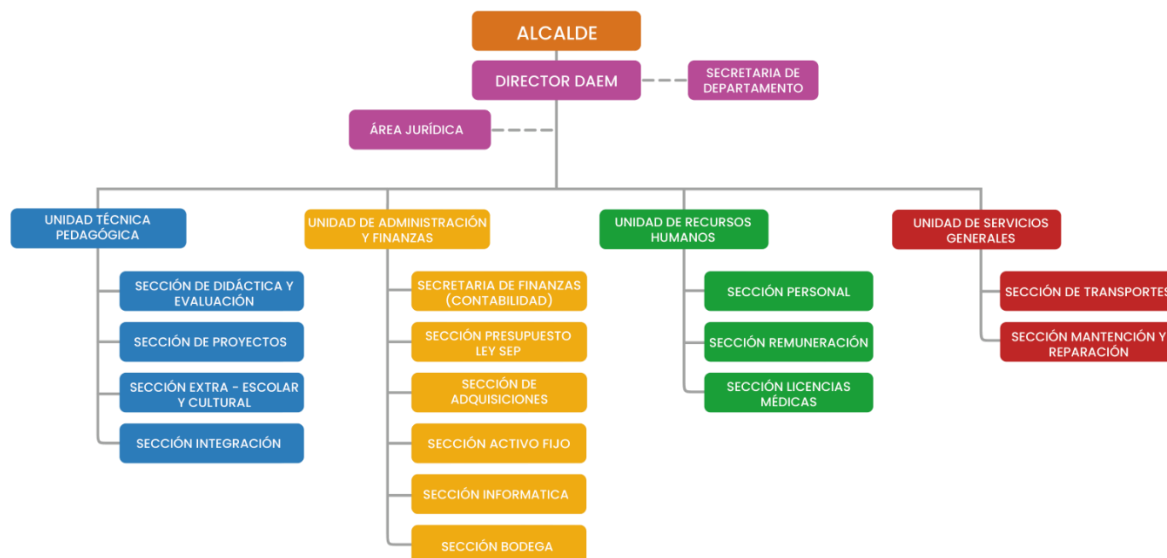 ALCALDE
DIRECTOR DAEM
SECRETARIA DE
DEPARTAMENTO
ÁREA JURÍDICA
UNIDAD TÉCNICA
PEDAGÓGICA
SECCIÓN DE DIDÁCTICA Y
EVALUACIÓN
SECCIÓN DE PROYECTOS
SECCIÓN EXTRA - ESCOLAR
Y CULTURAL
SECCIÓN INTEGRACIÓN
UNIDAD DE ADMINISTRACIÓN
Y FINANZAS
SECRETARIA DE FINANZAS
(CONTABILIDAD)
SECCIÓN PRESUPUESTO
LEY SEP
SECCIÓN DE
ADQUISICIONES
SECCIÓN ACTIVO FIJO
SECCIÓN INFORMATICA
SECCIÓN BODEGA
UNIDAD DE RECURSOS
HUMANOS
SECCIÓN PERSONAL
SECCIÓN REMUNERACIÓN
SECCIÓN LICENCIAS
MÉDICAS
UNIDAD DE SERVICIOS
GENERALES
SECCIÓN DE TRANSPORTES
SECCIÓN MANTENCIÓN Y
REPARACIÓN